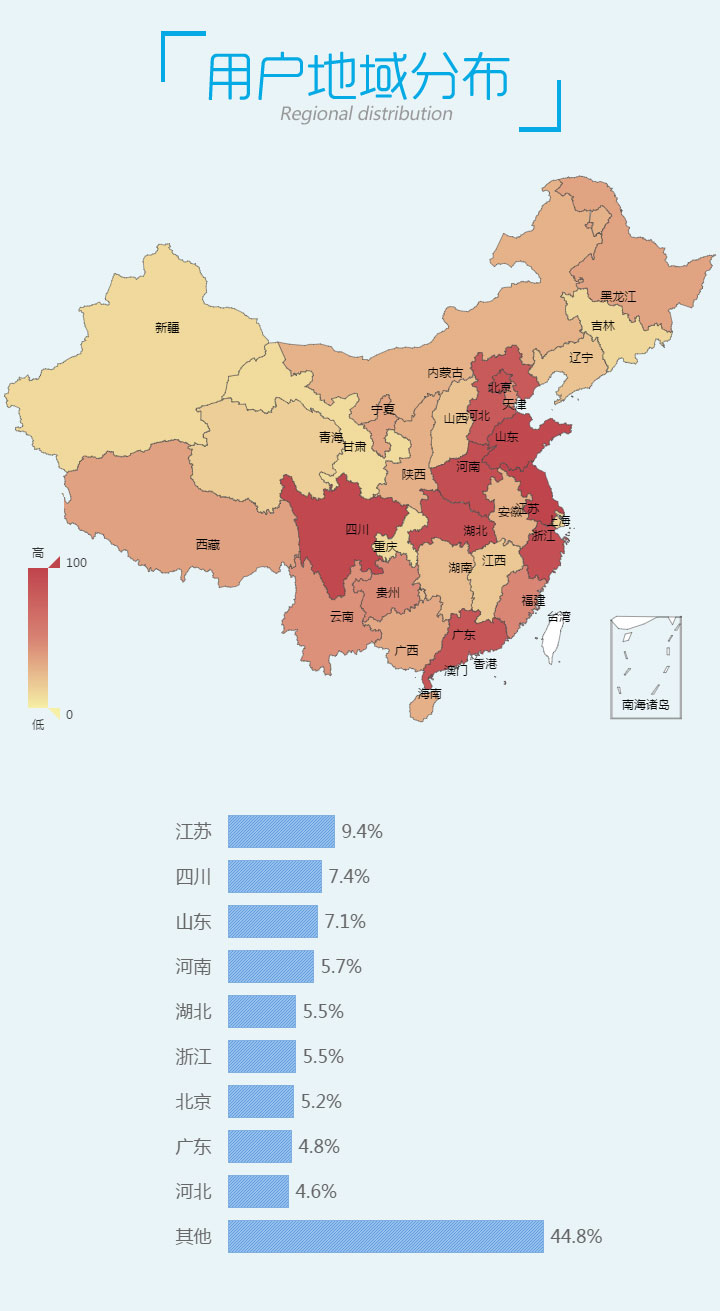 用户地域分布
Regional distribution
黑龙江
吉林
新疆
辽宁
内蒙古
北京
天津
宁夏
山西
河北
青海
甘肃
山东
河南
陕西
安徽
江苏
上海
四川
湖北
浙江
西藏
重庆
湖南
江西
高
100
贵州
福建
云南
台湾
广东
广西
香港
澳门
海南
南海诸岛
0
低
江苏 9.4%
四川 7.4%
山东 7.1%
河南 5.7%
湖北 5.5%
浙江 5.5%
北京 5.2%
广东 4.8%
河北 4.6%
其他 44.8%